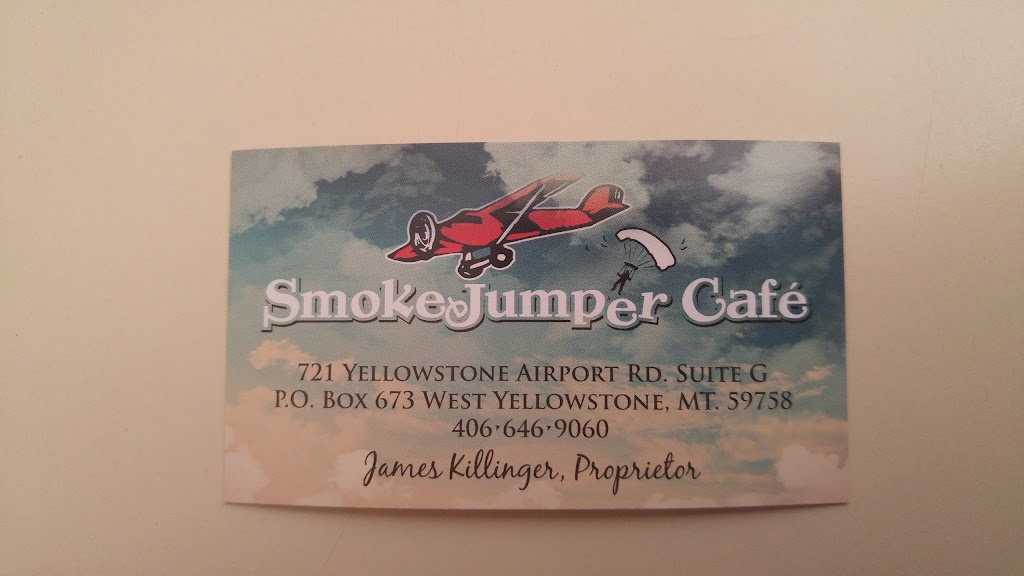 SmokeJumper Café
721 Yellowstone Airport Rd. Suite G
P.O. Box 673 West Yellowstone, MT. 59758
406·646·9060
James Killinger, Proprietor